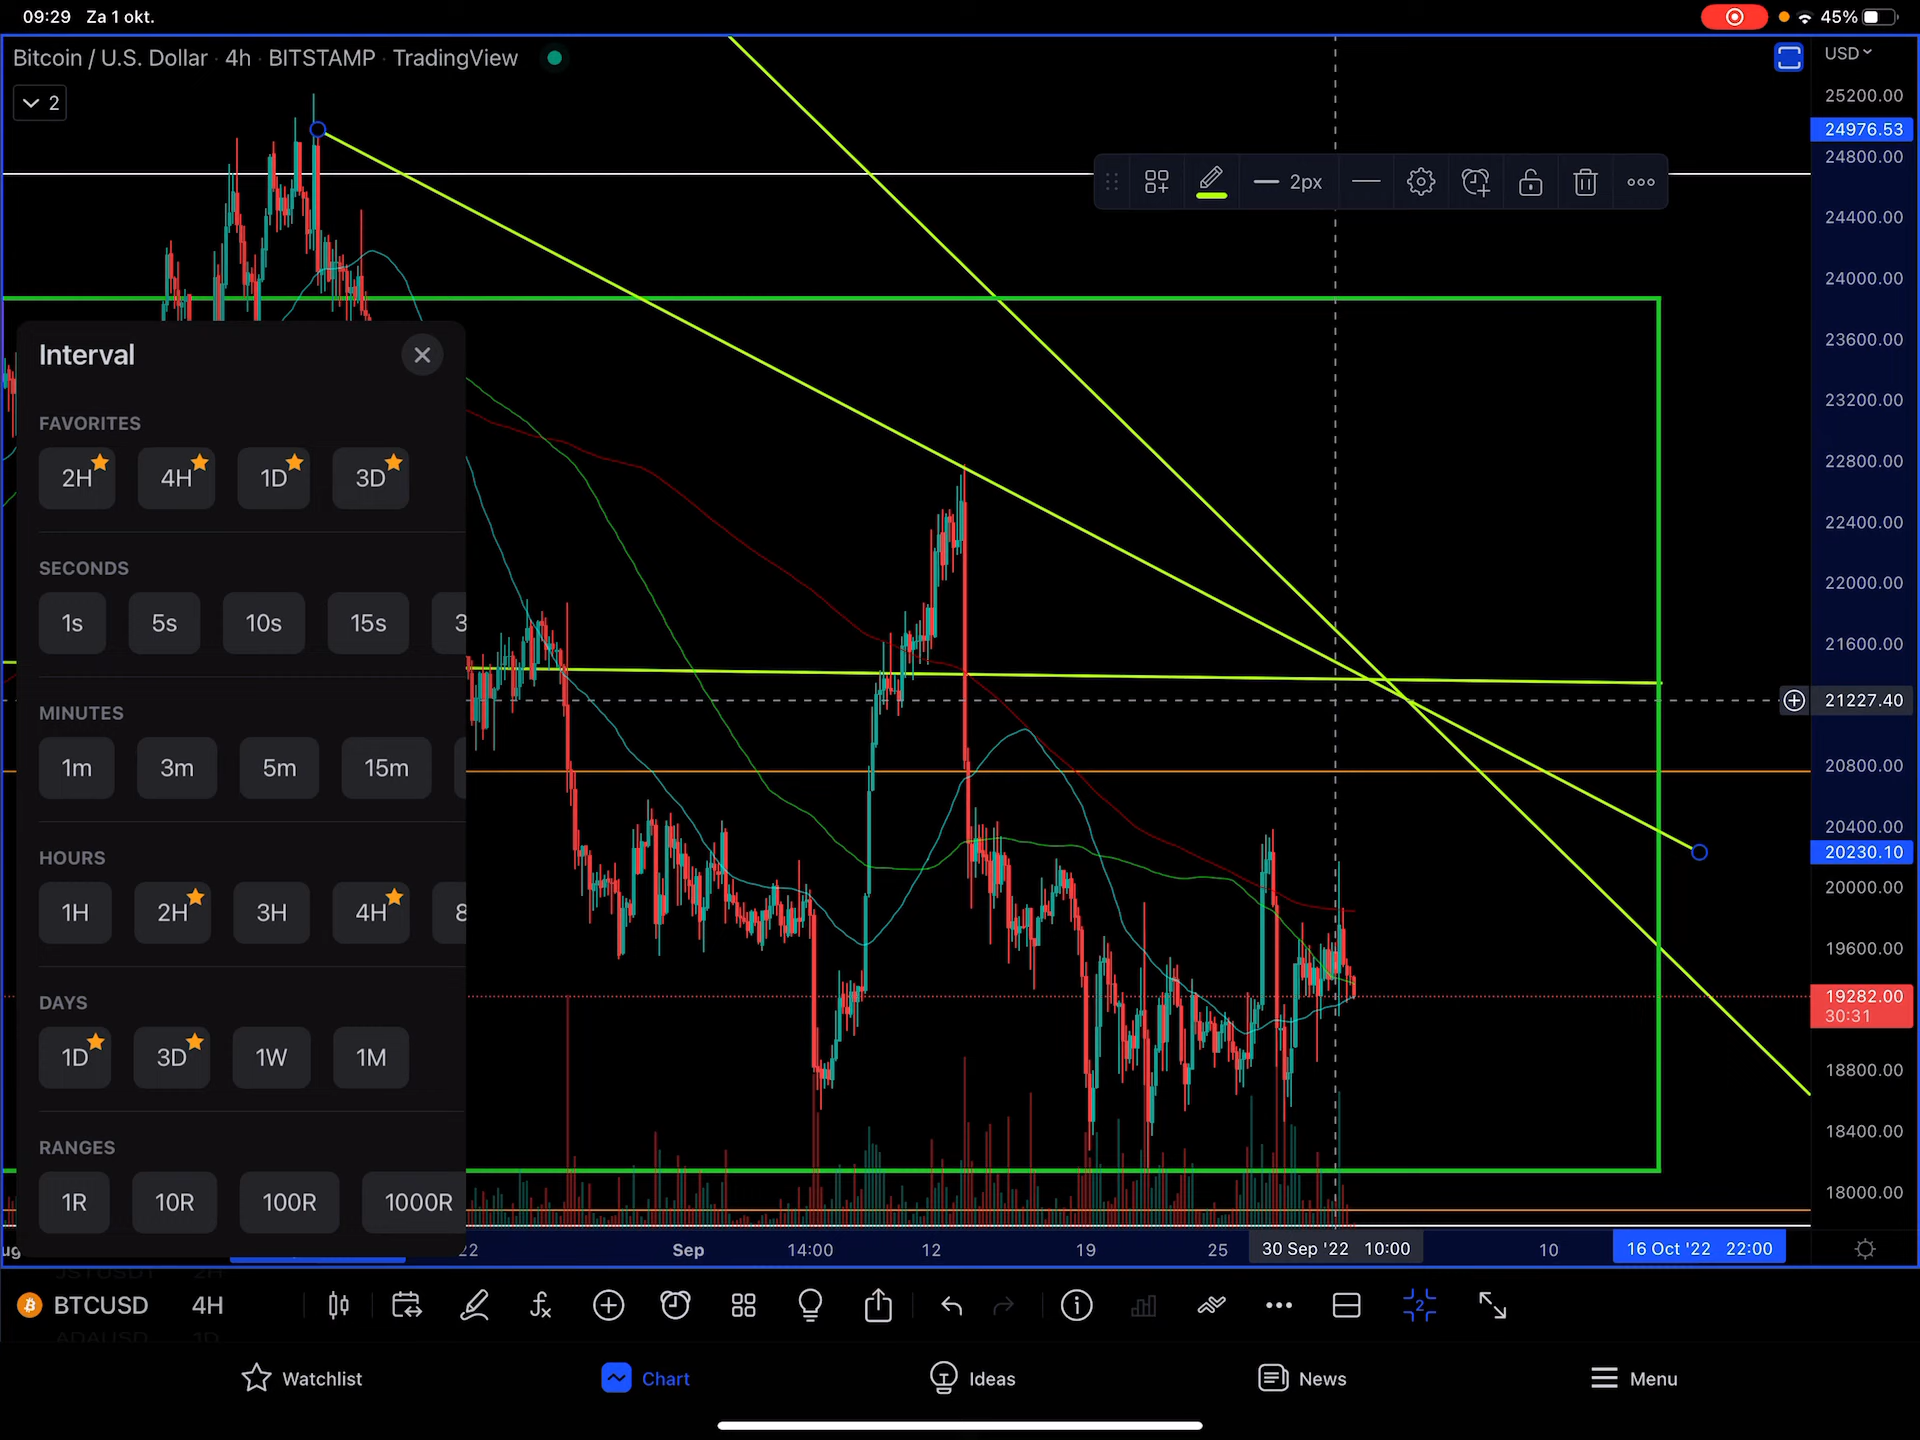 09:29 Za 1 okt.
45%
Bitcoin / U.S. Dollar · 4h · BITSTAMP · TradingView
USD
2
25200.00
24976.53
24800.00
2px
24400.00
24000.00
23600.00
23200.00
22800.00
22400.00
22000.00
21600.00
21227.40
20800.00
20400.00
20230.10
20000.00
19600.00
19282.00
30:31
18800.00
18400.00
18000.00
Interval
FAVORITES
2H 4H 1D 3D
SECONDS
1s 5s 10s 15s 3
MINUTES
1m 3m 5m 15m
HOURS
1H 2H 3H 4H 8
DAYS
1D 3D 1W 1M
RANGES
1R 10R 100R 1000R
ug 22 Sep 14:00 12 19 25 30 Sep '22 10:00 10 16 Oct '22 22:00
JSTUSDT 2H
BTCUSD 4H
2
ADAUSD 1D
Watchlist Chart Ideas News Menu